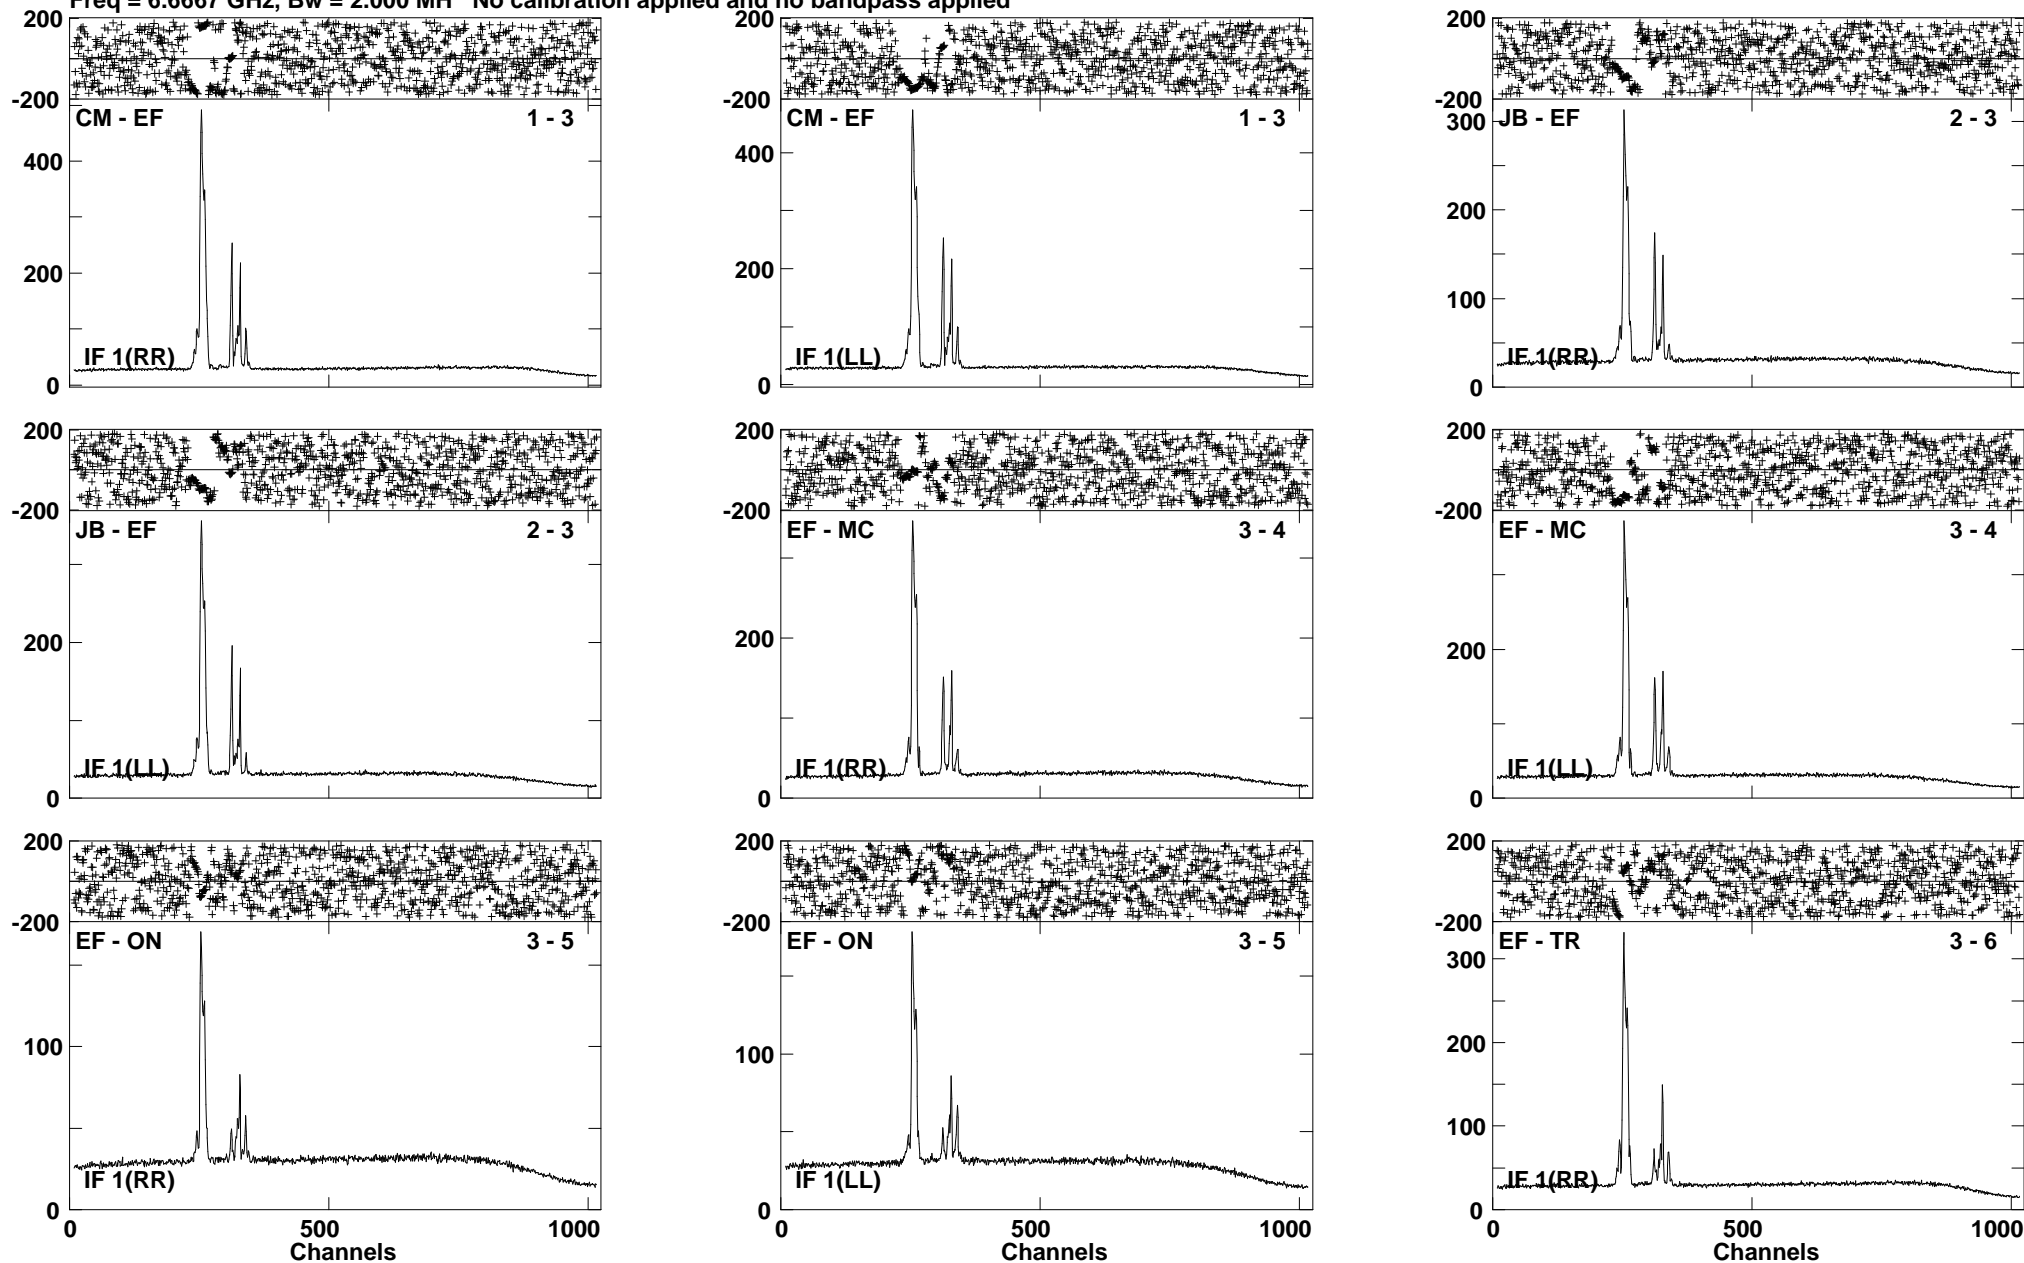 Freq = 6.6667 GHz, Bw = 2.000 MH No calibration applied and no bandpass applied
200
-200
CM - EF 1 - 3
400
200
0
IF 1(RR)
200
-200
CM - EF 1 - 3
400
200
0
IF 1(LL)
200
-200
JB - EF 2 - 3
300
200
100
0
IF 1(RR)
200
-200
JB - EF 2 - 3
200
0
IF 1(LL)
200
-200
EF - MC 3 - 4
200
0
IF 1(RR)
200
-200
EF - MC 3 - 4
200
0
IF 1(LL)
200
-200
EF - ON 3 - 5
100
0
IF 1(RR)
0 500 1000
Channels
200
-200
EF - ON 3 - 5
100
0
IF 1(LL)
0 500 1000
200
-200
EF - TR 3 - 6
300
200
100
0
IF 1(RR)
0 500 1000
Channels